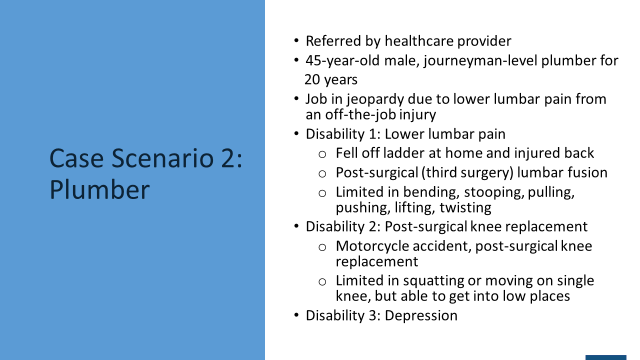 Case Scenario 2:
Plumber
• Referred by healthcare provider
• 45-year-old male, journeyman-level plumber for
20 years
• Job in jeopardy due to lower lumbar pain from
an off-the-job injury
• Disability 1: Lower lumbar pain
o Fell off ladder at home and injured back
o Post-surgical (third surgery) lumbar fusion
o Limited in bending, stooping, pulling,
pushing, lifting, twisting
• Disability 2: Post-surgical knee replacement
o Motorcycle accident, post-surgical knee
replacement
o Limited in squatting or moving on single
knee, but able to get into low places
• Disability 3: Depression